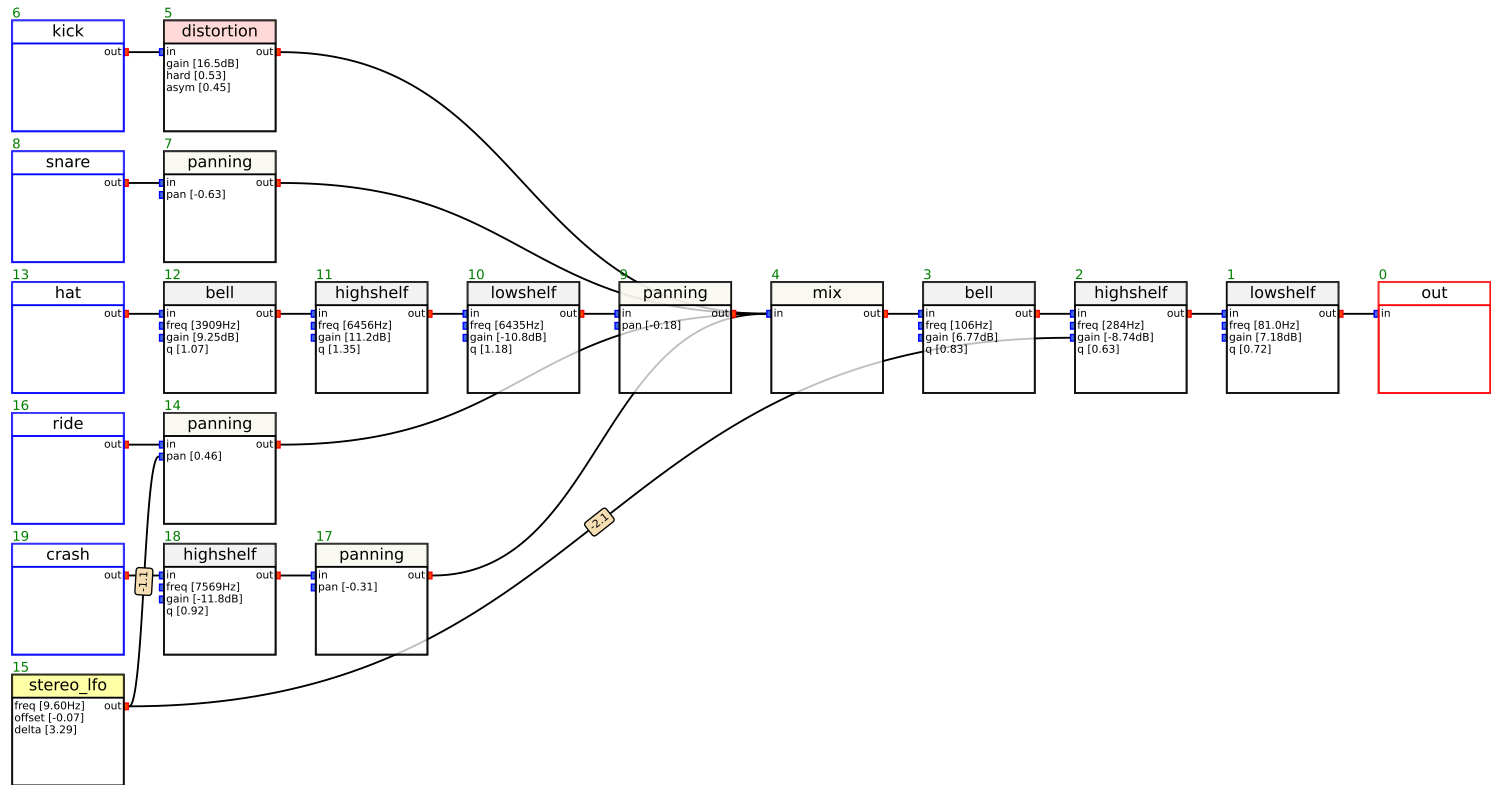 6
kick
out
5
distortion
in out
gain [16.5dB]
hard [0.53]
asym [0.45]
8
snare
out
7
panning
in out
pan [-0.63]
13
hat
out
12
bell
in out
freq [3909Hz]
gain [9.25dB]
q [1.07]
11
highshelf
in out
freq [6456Hz]
gain [11.2dB]
q [1.35]
10
lowshelf
in out
freq [6435Hz]
gain [-10.8dB]
q [1.18]
9
panning
in out
pan [-0.18]
4
mix
in out
3
bell
in out
freq [106Hz]
gain [6.77dB]
q [0.83]
2
highshelf
in out
freq [284Hz]
gain [-8.74dB]
q [0.63]
1
lowshelf
in out
freq [81.0Hz]
gain [7.18dB]
q [0.72]
0
out
in
16
ride
out
14
panning
in out
pan [0.46]
19
crash
out
-1.1
18
highshelf
in out
freq [7569Hz]
gain [-11.8dB]
q [0.92]
17
panning
in out
pan [-0.31]
-2.1
15
stereo_lfo
freq [9.60Hz] out
offset [-0.07]
delta [3.29]